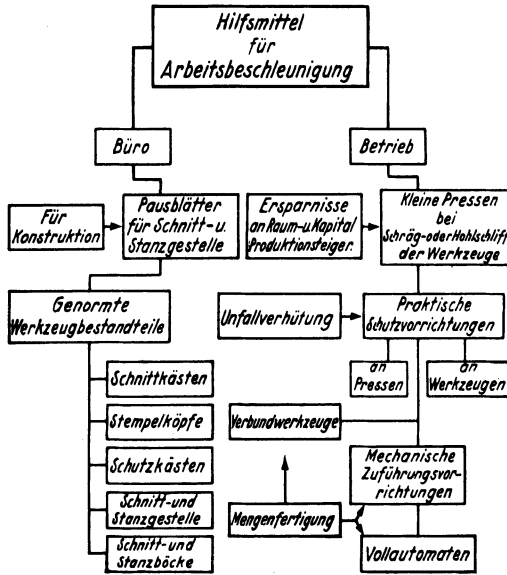 Hilfsmittel
für
Arbeitsbeschleunigung
Büro
Betrieb
Für
Konstruktion
Pausblätter
für Schnitt-u.
Stanzgestelle
Ersparnisse
an Raum-u.Kapital
Produktionsteiger.
Kleine Pressen
bei
Schräg-oder Hohlschliff
der Werkzeuge
Genormte
Werkzeugbestandteile
Unfallverhütung
Praktische
Schutzvorrichtungen
an
Pressen
an
Werkzeugen
Schnittkästen
Stempelköpfe
Schutzkästen
Schnitt-und
Stanzgestelle
Schnitt-und
Stanzböcke
Verbundwerkzeuge
Mechanische
Zuführungsvor-
richtungen
Mengenfertigung
Vollautomaten